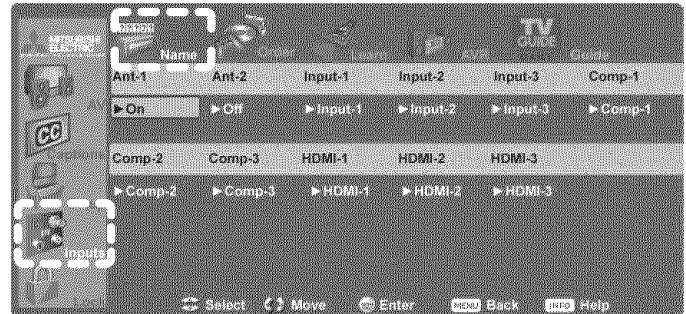 MITSUBISHI
ELECTRIC
Name
Order
Learn
AVO
TV
GUIDE
Guide
Ant-1 Ant-2 Input-1 Input-2 Input-3 Comp-1
AV
►On ►Off ►Input-1 ►Input-2 ►Input-3 ►Comp-1
CC
Captions
Comp-2 Comp-3 HDMI-1 HDMI-2 HDMI-3
►Comp-2 ►Comp-3 ►HDMI-1 ►HDMI-2 ►HDMI-3
Inputs
Select Move Enter MENU Back INFO Help